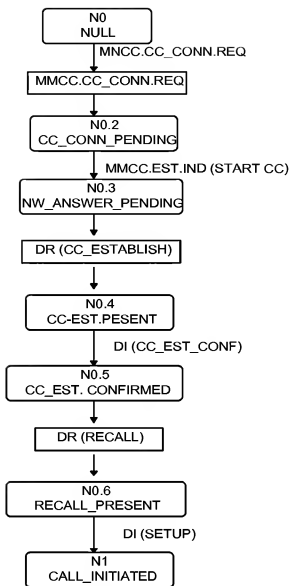 N0
NULL
MNCC.CC_CONN.REQ
MMCC.CC_CONN.REQ
N0.2
CC_CONN_PENDING
MMCC.EST.IND (START CC)
N0.3
NW_ANSWER_PENDING
DR (CC_ESTABLISH)
N0.4
CC-EST.PESENT
DI (CC_EST_CONF)
N0.5
CC_EST. CONFIRMED
DR (RECALL)
N0.6
RECALL_PRESENT
DI (SETUP)
N1
CALL_INITIATED